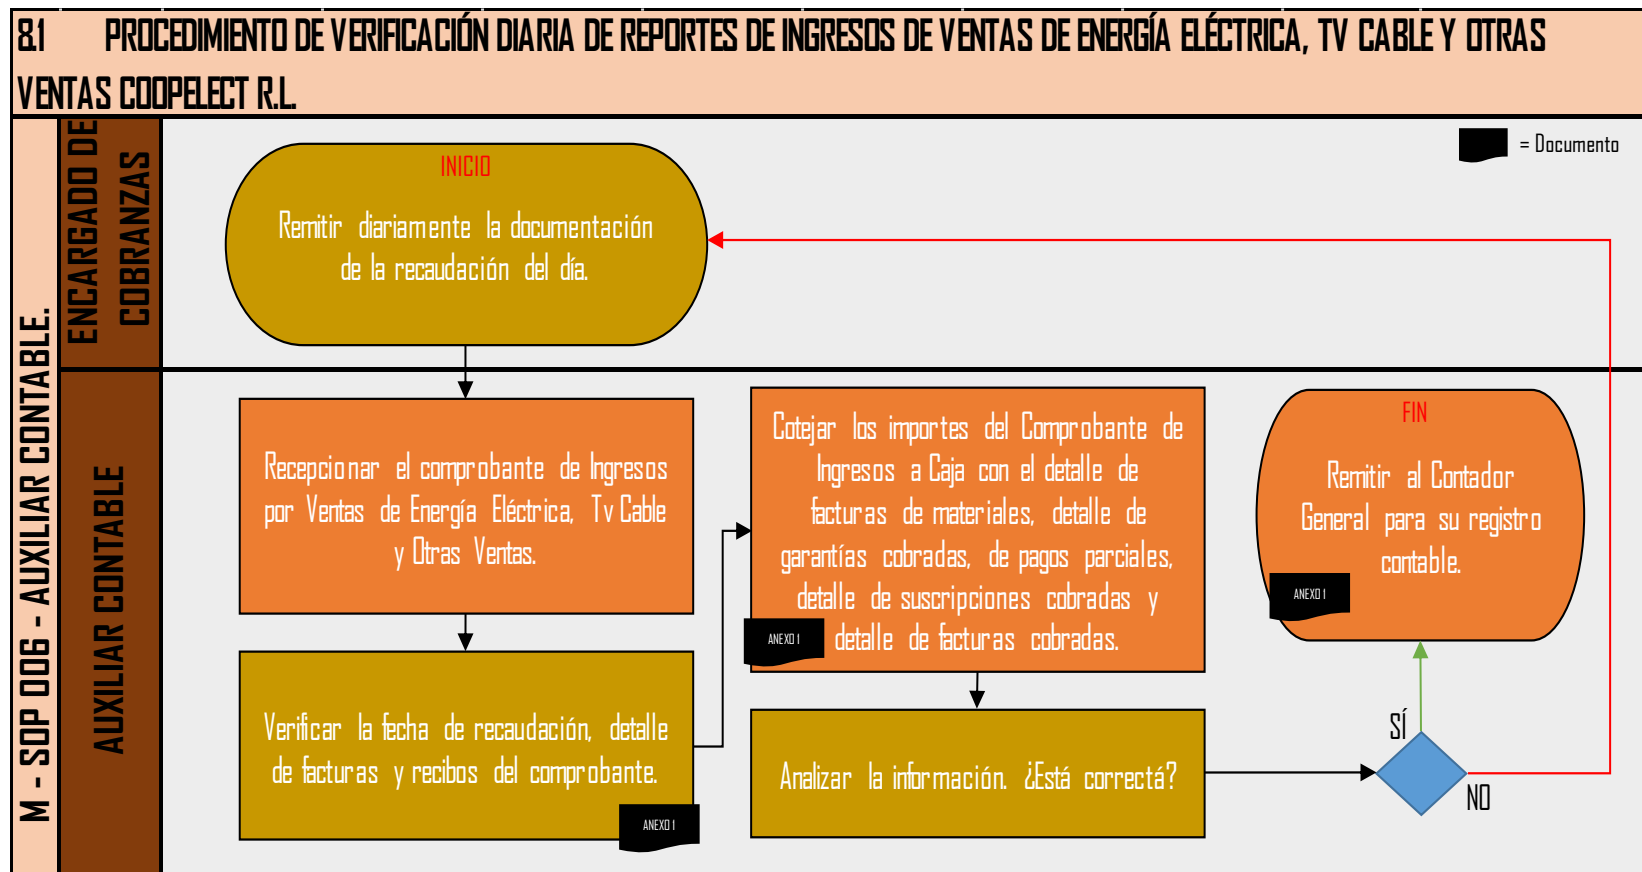 8.1 PROCEDIMIENTO DE VERIFICACIÓN DIARIA DE REPORTES DE INGRESOS DE VENTAS DE ENERGÍA ELÉCTRICA, TV CABLE Y OTRAS
VENTAS COOPELECT R.L.
M - SOP 006 - AUXILIAR CONTABLE.
ENCARGADO DE
COBRANZAS
= Documento
INICIO
Remitir diariamente la documentación
de la recaudación del día.
AUXILIAR CONTABLE
Recepcionar el comprobante de Ingresos
por Ventas de Energía Eléctrica, Tv Cable
y Otras Ventas.
Verificar la fecha de recaudación, detalle
de facturas y recibos del comprobante.
ANEXO 1
Cotejar los importes del Comprobante de
Ingresos a Caja con el detalle de
facturas de materiales, detalle de
garantías cobradas, de pagos parciales,
detalle de suscripciones cobradas y
detalle de facturas cobradas.
ANEXO 1
Analizar la información. ¿Está correctá?
SÍ
NO
FIN
Remitir al Contador
General para su registro
contable.
ANEXO 1